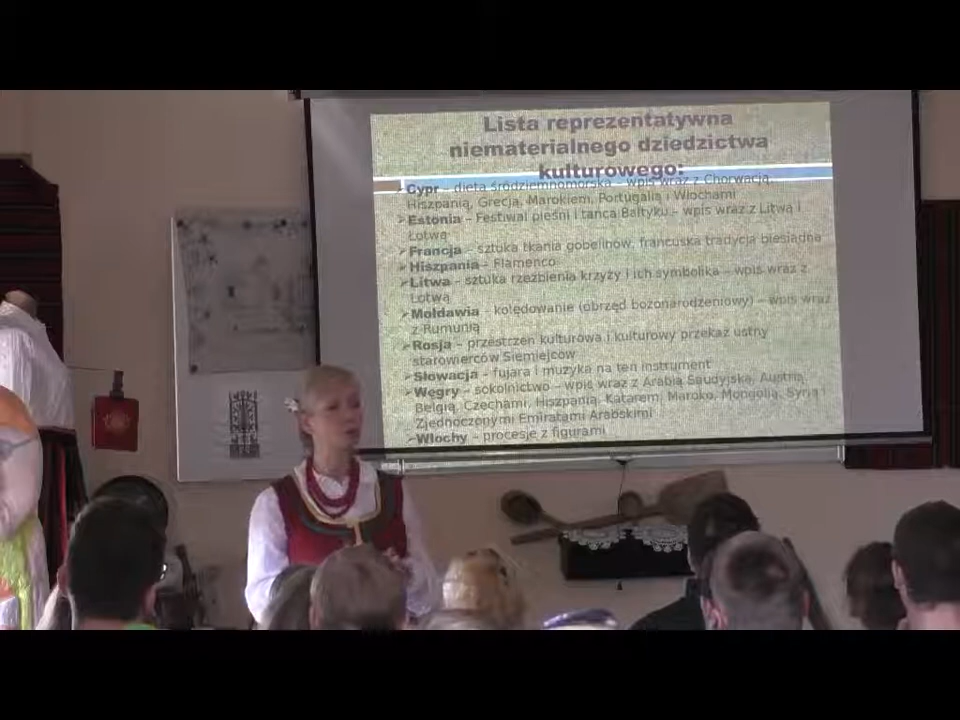 Lista reprezentatywna
niematerialnego dziedzictwa
kulturowego:
Cypr – dieta śródziemnomorska – wpis wraz z Chorwacją,
Hiszpanią, Grecją, Marokiem, Portugalią i Włochami
Estonia – Festiwal pieśni i tańca Bałtyku – wpis wraz z Litwą i
Łotwą
Francja – sztuka tkania gobelinów, francuska tradycja biesiadna
Hiszpania – Flamenco
Litwa – sztuka rzeźbienia krzyży i ich symbolika – wpis wraz z
Łotwą
Mołdawia – kolędowanie (obrzęd bożonarodzeniowy) – wpis wraz
z Rumunią
Rosja – przestrzeń kulturowa i kulturowy przekaz ustny
starowierców Siemiejców
Słowacja – fujara i muzyka na ten instrument
Węgry – sokolnictwo – wpis wraz z Arabią Saudyjską, Austrią,
Belgią, Czechami, Hiszpanią, Katarem, Maroko, Mongolią, Syrią i
Zjednoczonymi Emiratami Arabskimi
Włochy – procesje z figurami